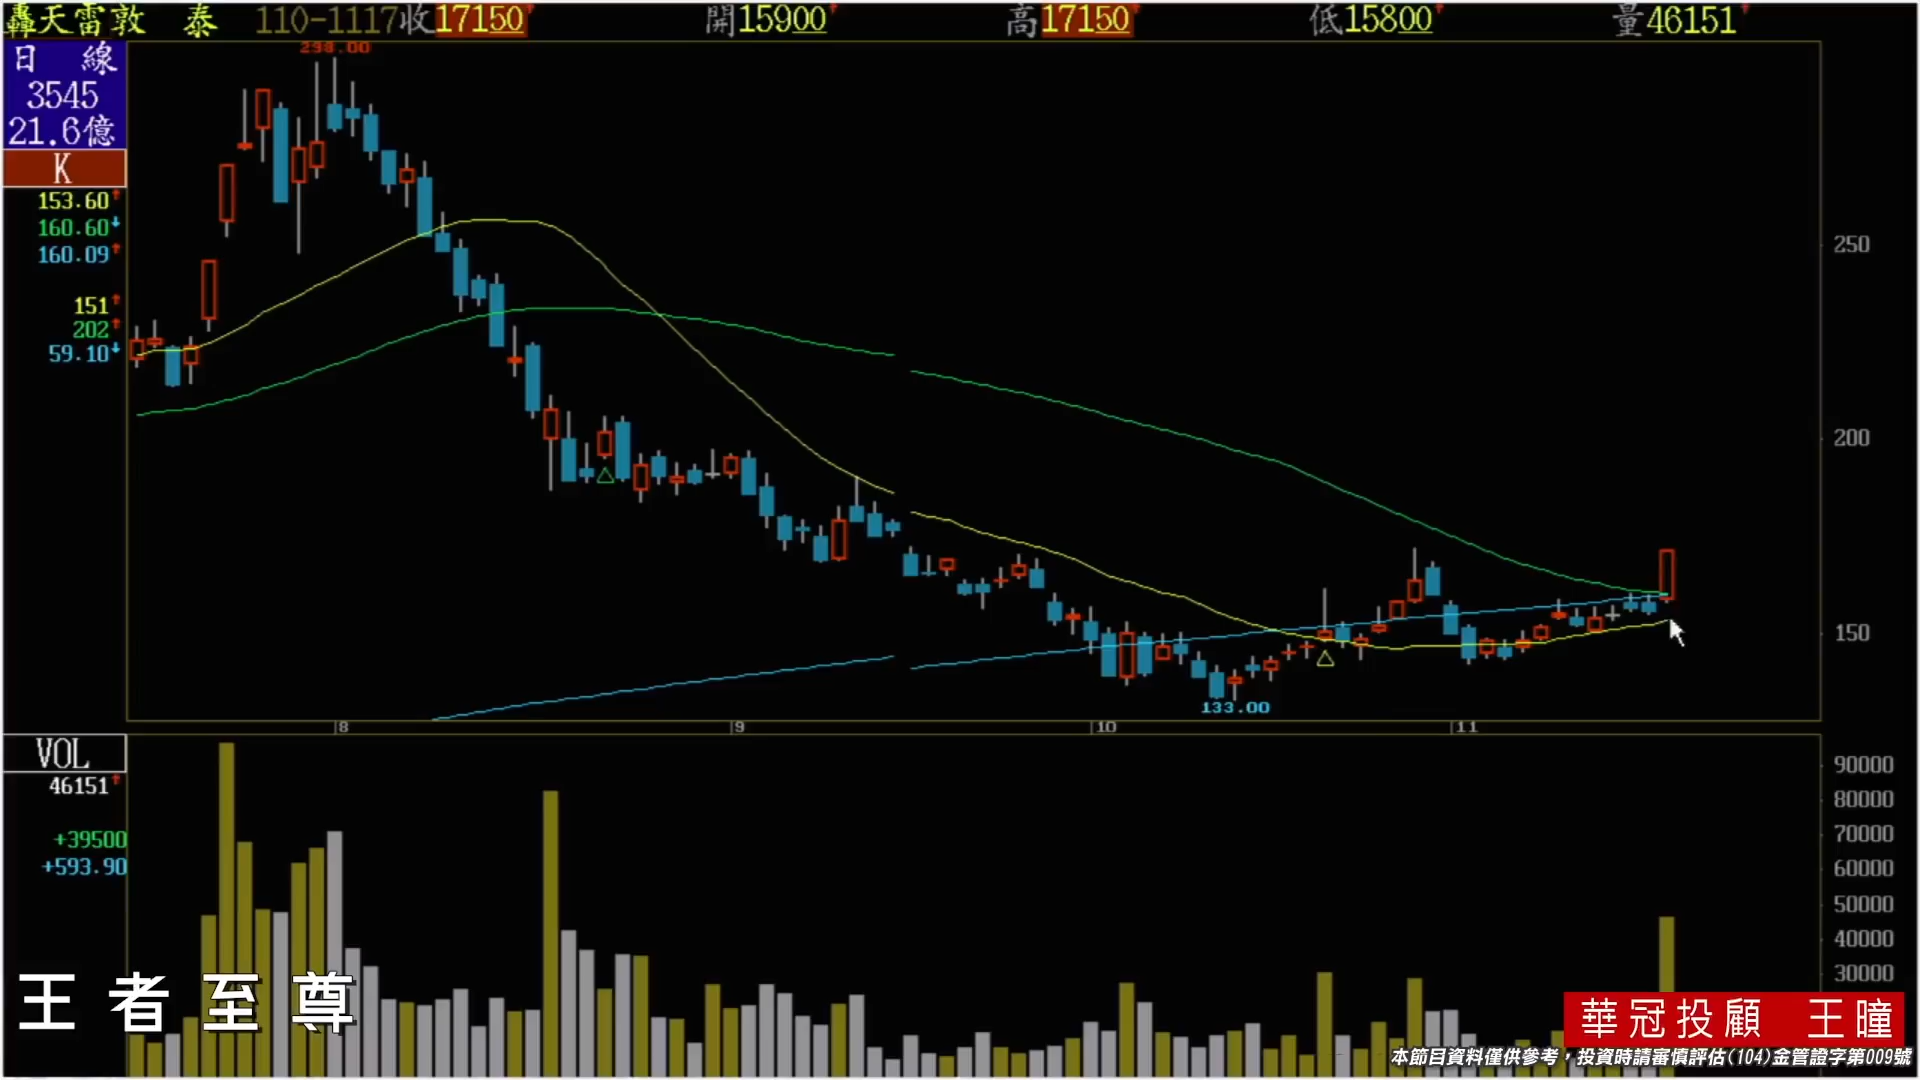 轟天雷敦 泰 110-1117收17150 開15900 高17150 低15800 量46151
298.00
日 線
3545
21.6億
K
153.60
160.60
160.09
151
202
59.10
250
200
150
133.00
8 9 10 11
VOL
46151
+39500
+593.90
90000
80000
70000
60000
50000
40000
30000
王者至尊
華冠投顧 王曈
本節目資料僅供參考，投資時請審慎評估(104)金管證字第009號